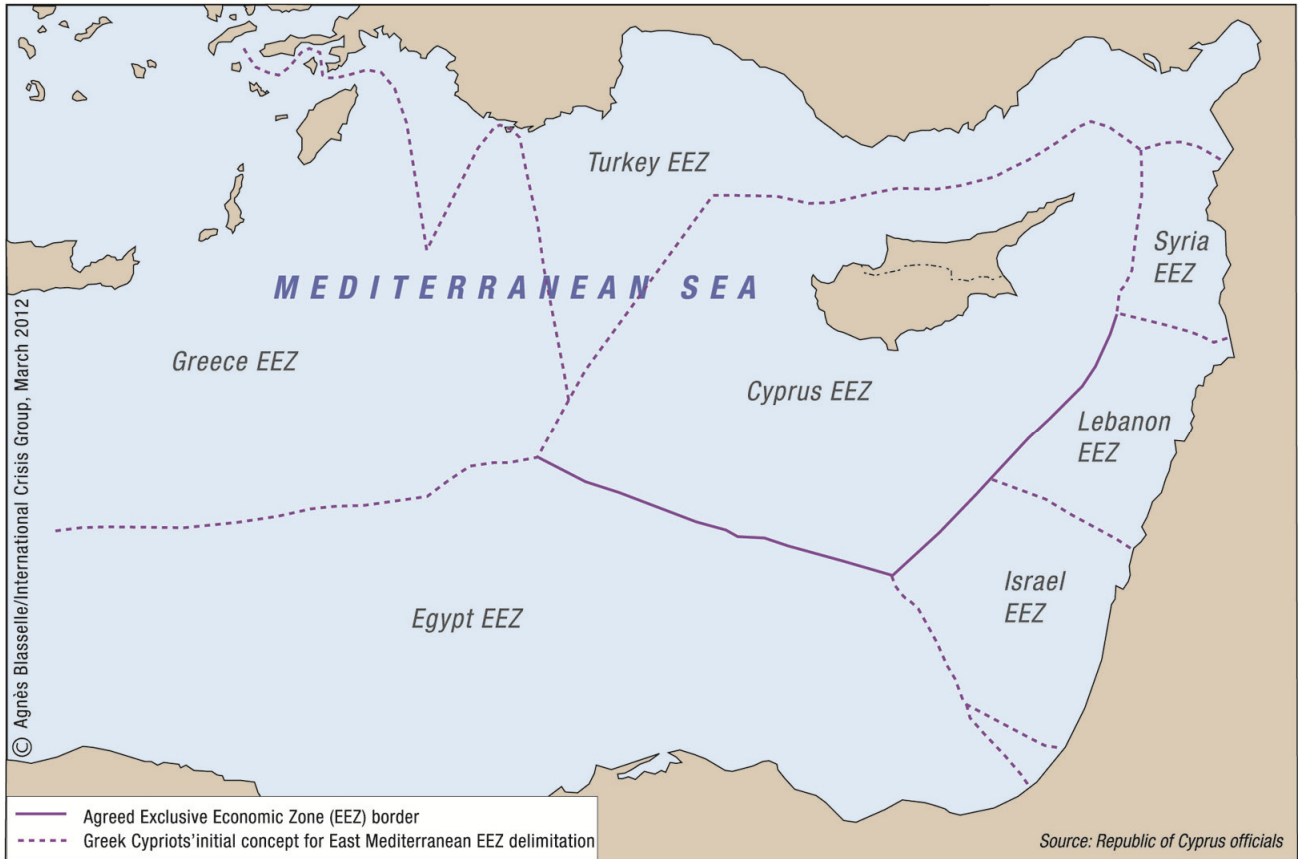 Turkey EEZ
Syria
EEZ
MEDITERRANEAN SEA
Greece EEZ
Cyprus EEZ
Lebanon
EEZ
Israel
EEZ
Egypt EEZ
© Agnès Blasselle/International Crisis Group, March 2012
Agreed Exclusive Economic Zone (EEZ) border
Greek Cypriots'initial concept for East Mediterranean EEZ delimitation
Source: Republic of Cyprus officials